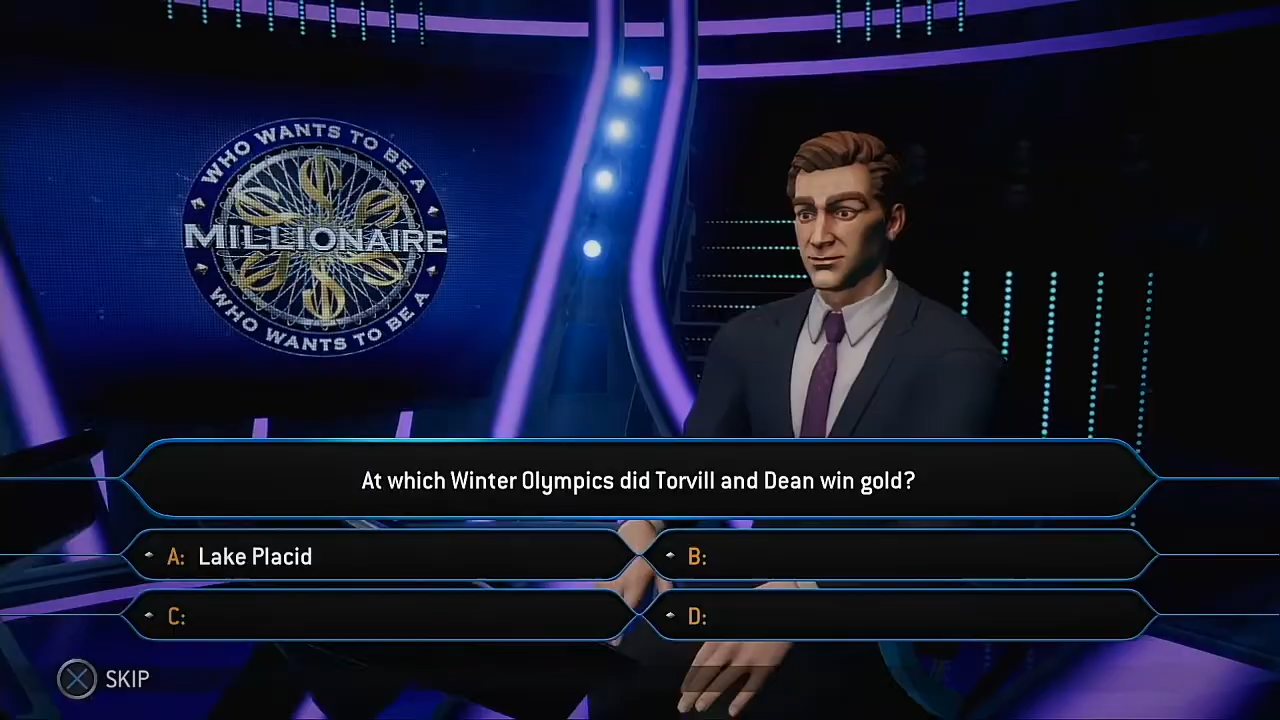 WHO WANTS TO BE A
MILLIONAIRE
WHO WANTS TO BE A
At which Winter Olympics did Torvill and Dean win gold?
A: Lake Placid
B:
C:
D:
SKIP